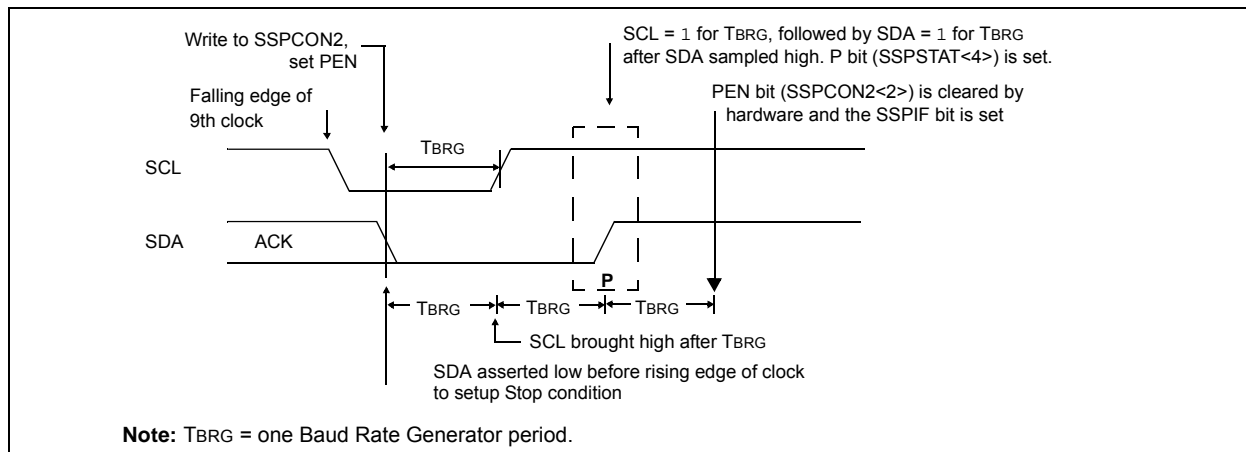 Write to SSPCON2,
set PEN
SCL = 1 for TBRG, followed by SDA = 1 for TBRG
after SDA sampled high. P bit (SSPSTAT<4>) is set.
Falling edge of
9th clock
PEN bit (SSPCON2<2>) is cleared by
hardware and the SSPIF bit is set
TBRG
SCL
SDA
ACK
P
TBRG
TBRG
TBRG
SCL brought high after TBRG
SDA asserted low before rising edge of clock
to setup Stop condition
Note: TBRG = one Baud Rate Generator period.